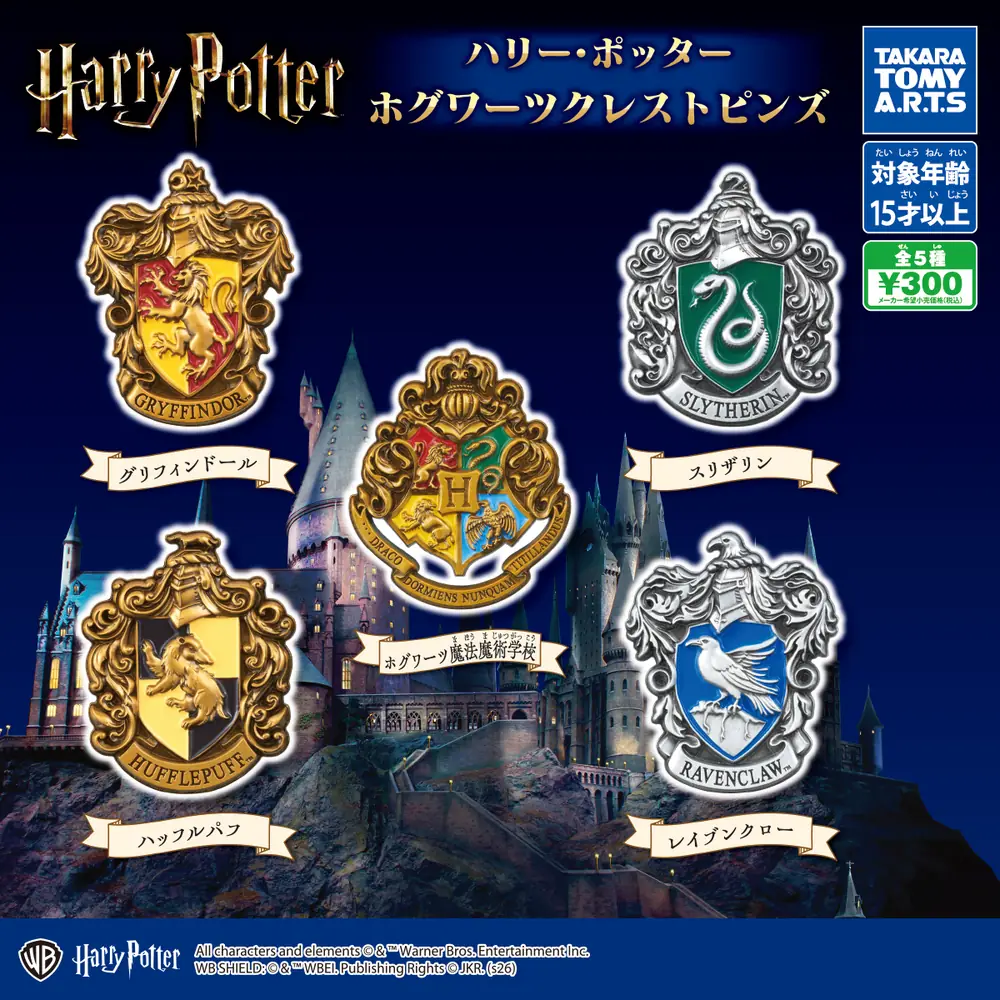 Harry Potter
ハリー・ポッター
ホグワーツクレストピンズ
TAKARA
TOMY
A.R.T.S
たいしょうねんれい
対象年齢
さいいじょう
15才以上
ぜん しゅ
全5種
¥300
メーカー希望小売価格(税込)
GRYFFINDOR™
グリフィンドール
SLYTHERIN™
スリザリン
H
DRACO DORMIENS NUNQUAM TITILLANDUS
まほうまじゅつがっこう
ホグワーツ魔法魔術学校
HUFFLEPUFF™
ハッフルパフ
RAVENCLAW™
レイブンクロー
WB
Harry Potter
All characters and elements © & ™ Warner Bros. Entertainment Inc.
WB SHIELD: © & ™ WBEI. Publishing Rights © JKR. (s26)